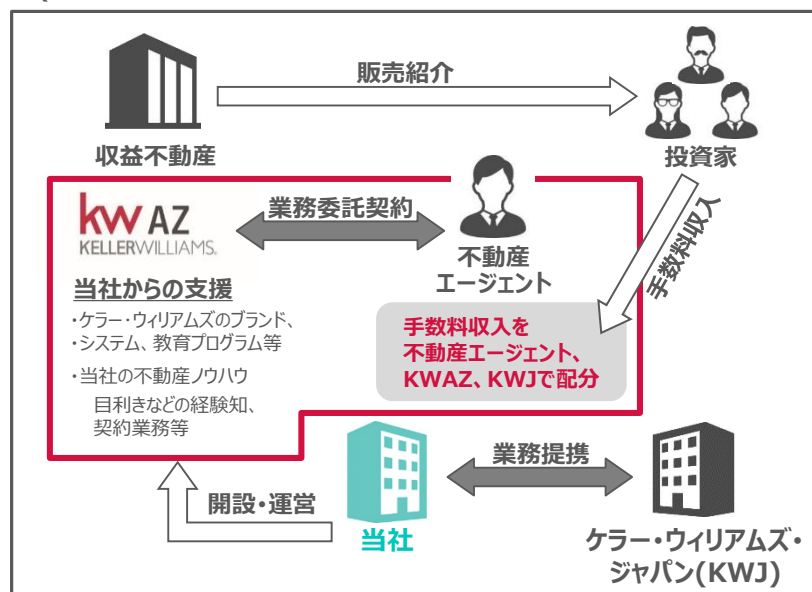 販売紹介
収益不動産
投資家
kw AZ
KELLERWILLIAMS.
業務委託契約
不動産
エージェント
手数料収入
当社からの支援
・ケラー・ウィリアムズのブランド、
・システム、教育プログラム等
・当社の不動産ノウハウ
目利きなどの経験知、
契約業務等
手数料収入を
不動産エージェント、
KWAZ、KWJで配分
開設・運営
当社
業務提携
ケラー・ウィリアムズ・
ジャパン(KWJ)